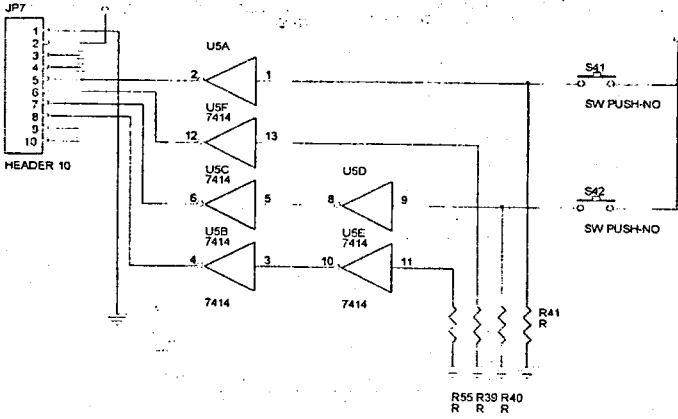 JP7
1
2
3
4
5
6
7
8
9
10
HEADER 10
U5A
2 1
U5F
7414
12 13
U5C
7414
6 5
U5D
8 9
U5B
7414
4 3
U5E
7414
10 11
7414
7414
S41
SW PUSH-NO
S42
SW PUSH-NO
R41
R
R55 R39 R40
R R R